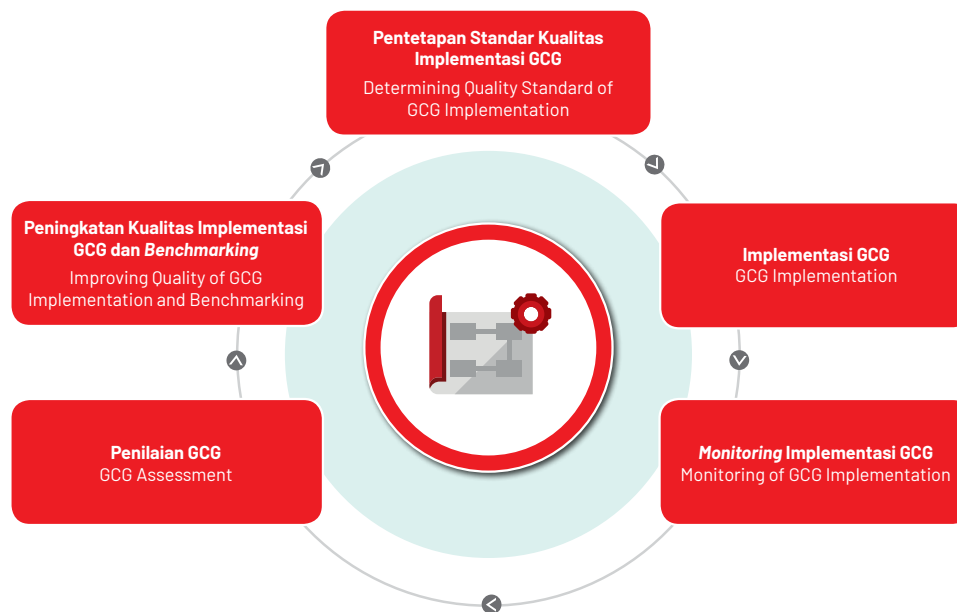 Pentetapan Standar Kualitas
Implementasi GCG
Determining Quality Standard of
GCG Implementation
Peningkatan Kualitas Implementasi
GCG dan Benchmarking
Improving Quality of GCG
Implementation and Benchmarking
Implementasi GCG
GCG Implementation
Penilaian GCG
GCG Assessment
Monitoring Implementasi GCG
Monitoring of GCG Implementation